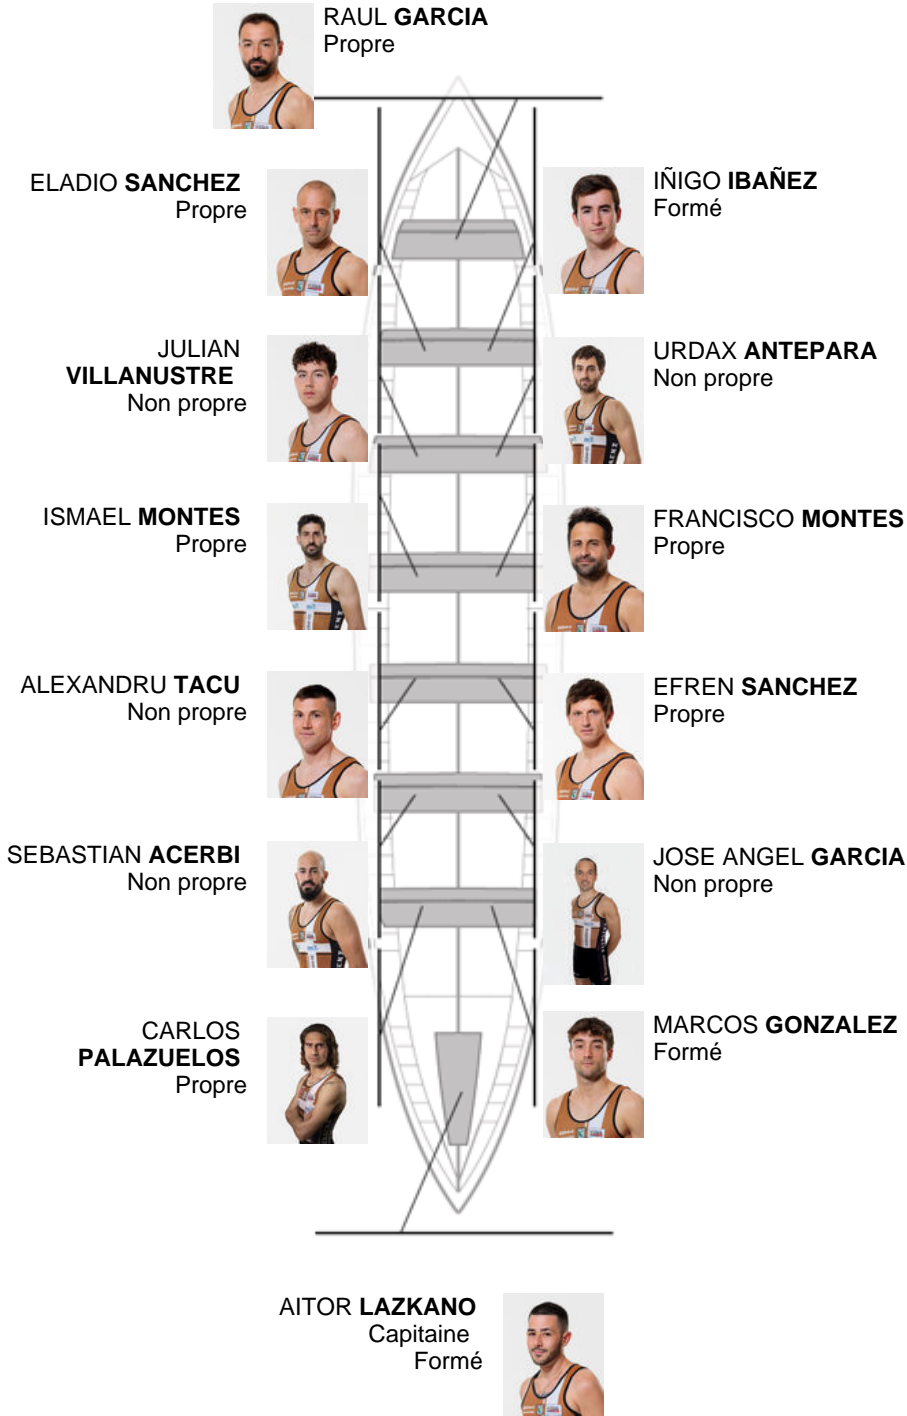 RAUL GARCIA
Propre
ELADIO SANCHEZ
Propre
IÑIGO IBAÑEZ
Formé
JULIAN
VILLANUSTRE
Non propre
URDAX ANTEPARA
Non propre
ISMAEL MONTES
Propre
FRANCISCO MONTES
Propre
ALEXANDRU TACU
Non propre
EFREN SANCHEZ
Propre
SEBASTIAN ACERBI
Non propre
JOSE ANGEL GARCIA
Non propre
CARLOS
PALAZUELOS
Propre
MARCOS GONZALEZ
Formé
AITOR LAZKANO
Capitaine
Formé